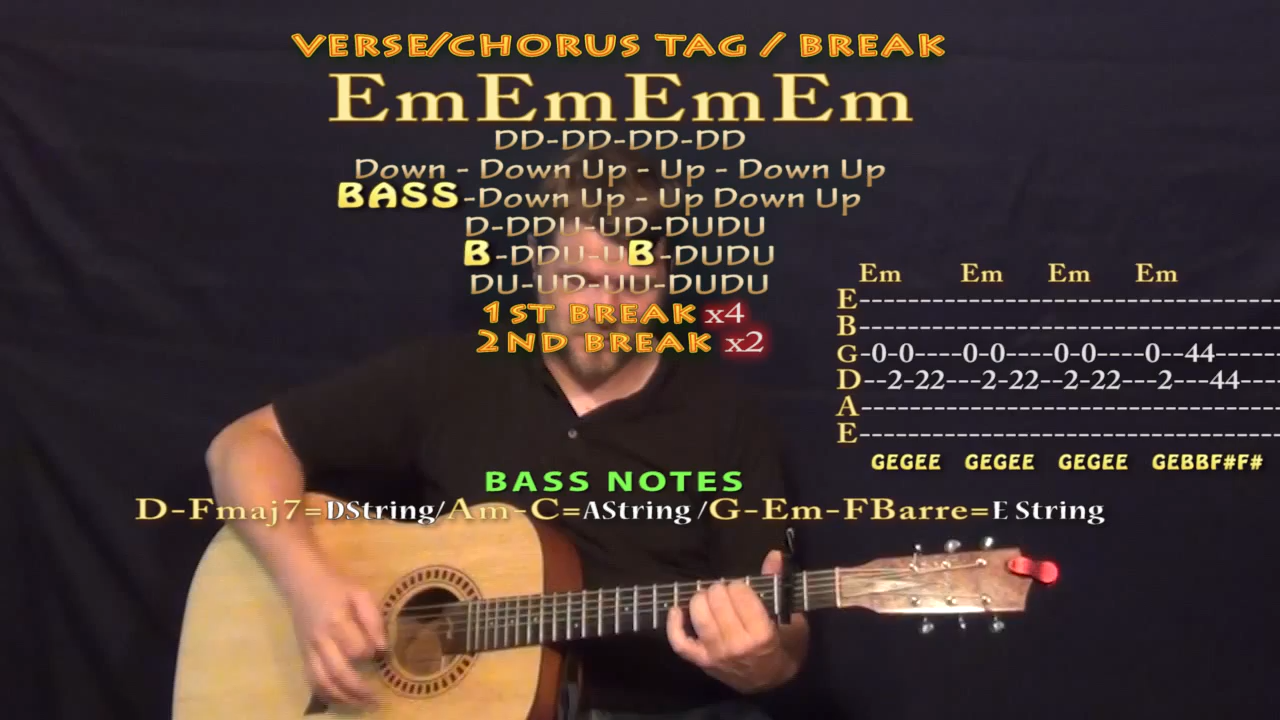 VERSE/CHORUS TAG / BREAK
EmEmEmEm
DD-DD-DD-DD
Down - Down Up - Up - Down Up
BASS-Down Up - Up Down Up
D-DDU-UD-DUDU
B-DDU-UB-DUDU
DU-UD-UU-DUDU
1ST BREAK x4
2ND BREAK x2
Em Em Em Em
E-----------------------------------
B-----------------------------------
G-0-0----0-0----0-0----0--44------
D--2-22---2-22--2-22---2---44----
A-----------------------------------
E-----------------------------------
GEGEE GEGEE GEGEE GEBBF#F#
BASS NOTES
D-Fmaj7=DString/Am-C=AString /G-Em-FBarre=E String